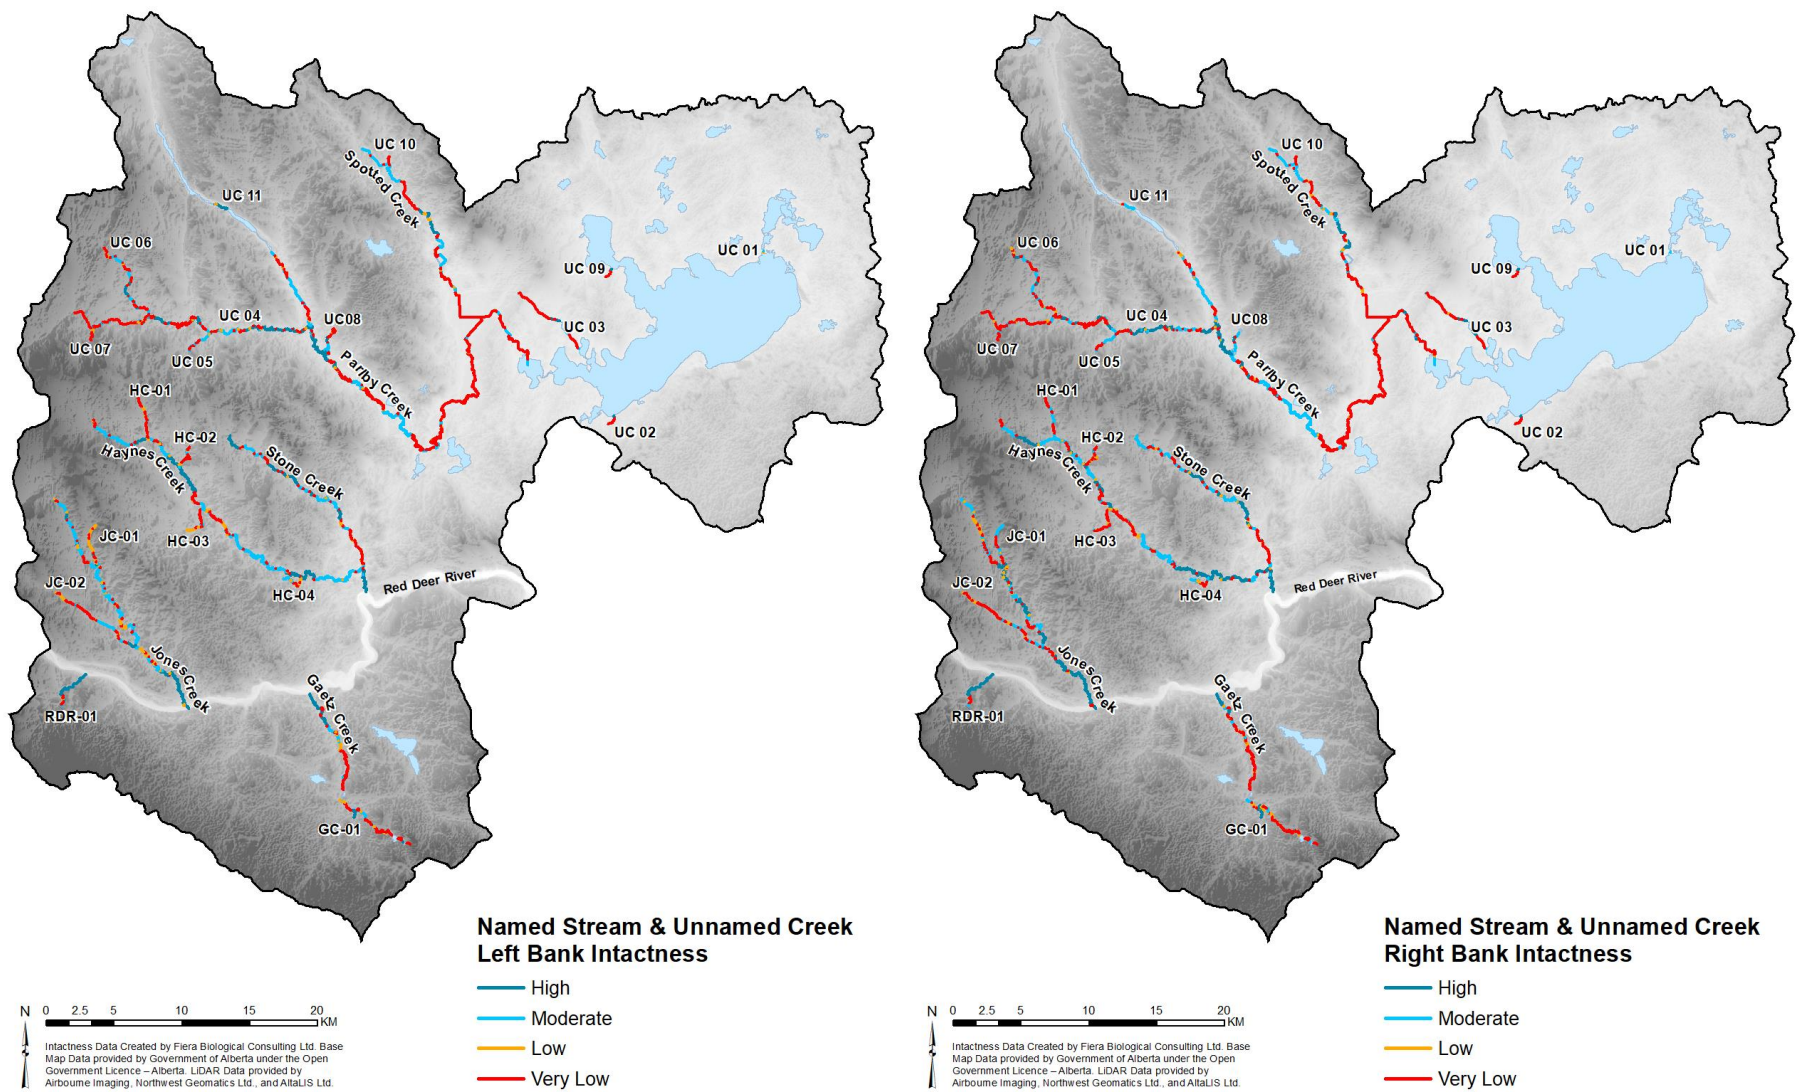 UC 10
Spotted Creek
UC 11
UC 06
UC 01
UC 09
UC 04
UC08
UC 03
UC 07
UC 05
Parlby Creek
HC-01
UC 02
HC-02
Haynes Creek
Stone Creek
JC-01
HC-03
JC-02
HC-04
Red Deer River
Jones Creek
Gaetz Creek
RDR-01
GC-01
Named Stream & Unnamed Creek
Left Bank Intactness
High
Moderate
Low
Very Low
N
0 2.5 5 10 15 20
KM
Intactness Data Created by Fiera Biological Consulting Ltd. Base
Map Data provided by Government of Alberta under the Open
Government Licence – Alberta. LiDAR Data provided by
Airbourne Imaging, Northwest Geomatics Ltd., and AltaLIS Ltd.
UC 10
Spotted Creek
UC 11
UC 06
UC 01
UC 09
UC 04
UC08
UC 03
UC 07
UC 05
Parlby Creek
HC-01
UC 02
HC-02
Haynes Creek
Stone Creek
JC-01
HC-03
JC-02
HC-04
Red Deer River
Jones Creek
Gaetz Creek
RDR-01
GC-01
Named Stream & Unnamed Creek
Right Bank Intactness
High
Moderate
Low
Very Low
N
0 2.5 5 10 15 20
KM
Intactness Data Created by Fiera Biological Consulting Ltd. Base
Map Data provided by Government of Alberta under the Open
Government Licence – Alberta. LiDAR Data provided by
Airbourne Imaging, Northwest Geomatics Ltd., and AltaLIS Ltd.